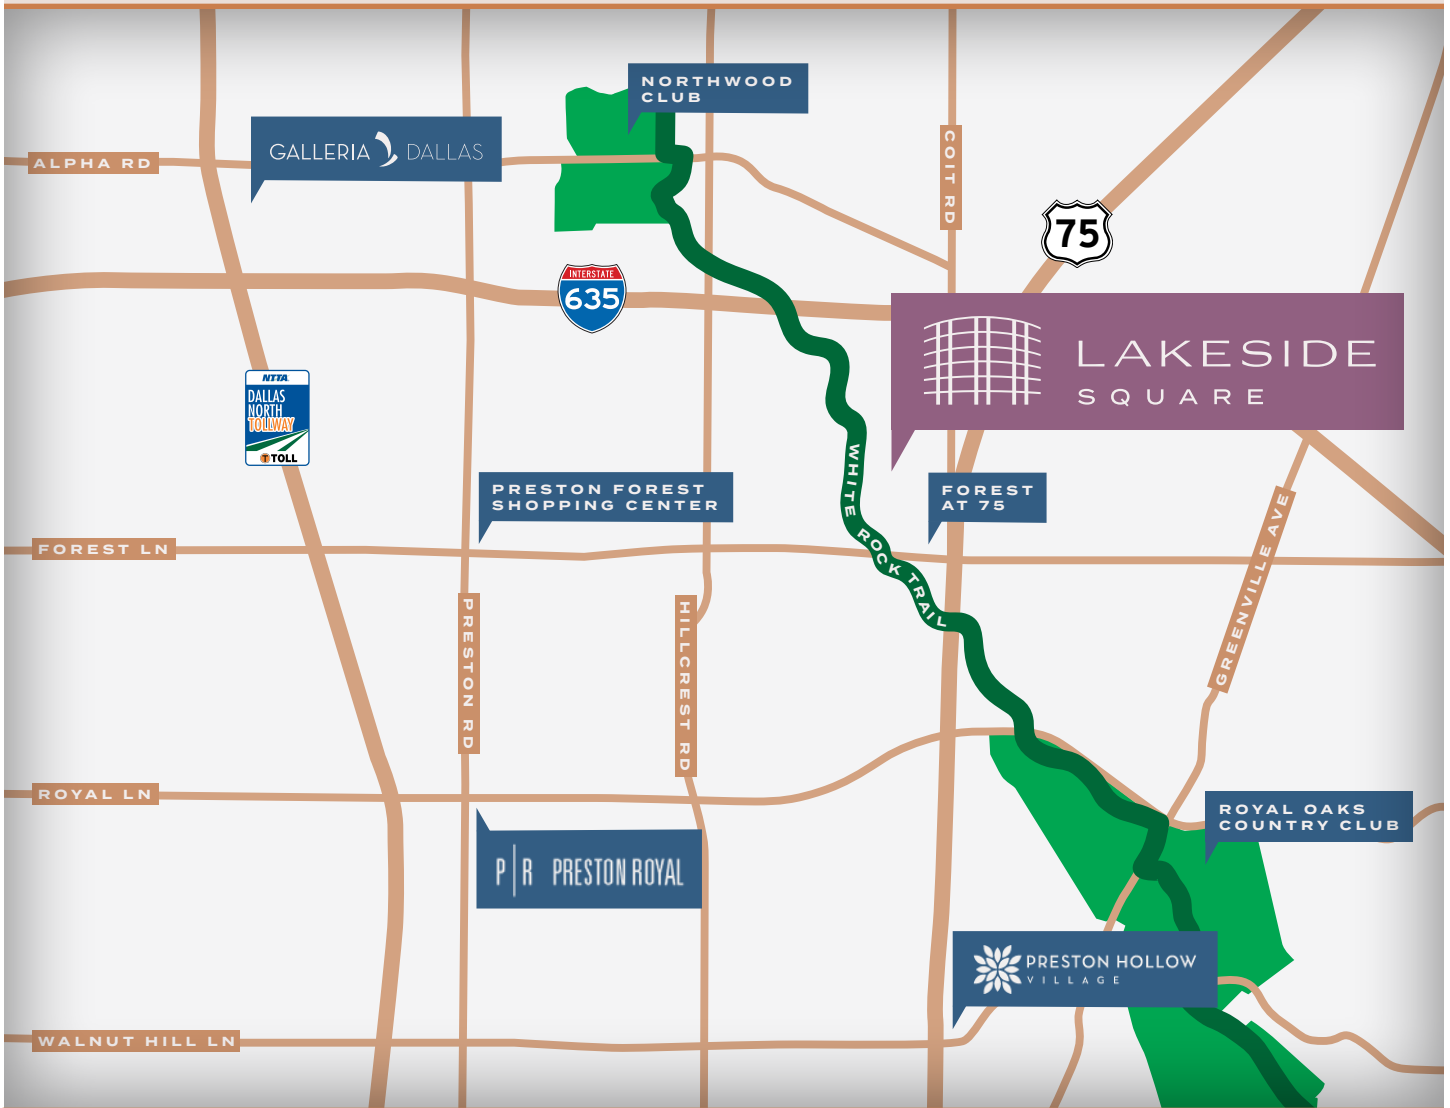 NORTHWOOD
CLUB
GALLERIA DALLAS
ALPHA RD
COIT RD
75
INTERSTATE
635
LAKESIDE
SQUARE
NTTA
DALLAS
NORTH
TOLLWAY
T TOLL
WHITE ROCK TRAIL
PRESTON FOREST
SHOPPING CENTER
FOREST
AT 75
GREENVILLE AVE
FOREST LN
PRESTON RD
HILLCREST RD
ROYAL LN
ROYAL OAKS
COUNTRY CLUB
P|R PRESTON ROYAL
PRESTON HOLLOW
VILLAGE
WALNUT HILL LN